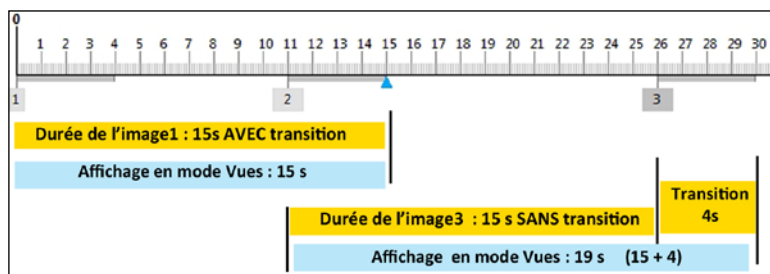 0
1 2 3 4 5 6 7 8 9 10 11 12 13 14 15 16 17 18 19 20 21 22 23 24 25 26 27 28 29 30
1 2 3
Durée de l'image1 : 15s AVEC transition
Affichage en mode Vues : 15 s
Transition
4s
Durée de l'image3 : 15 s SANS transition
Affichage en mode Vues : 19 s (15 + 4)